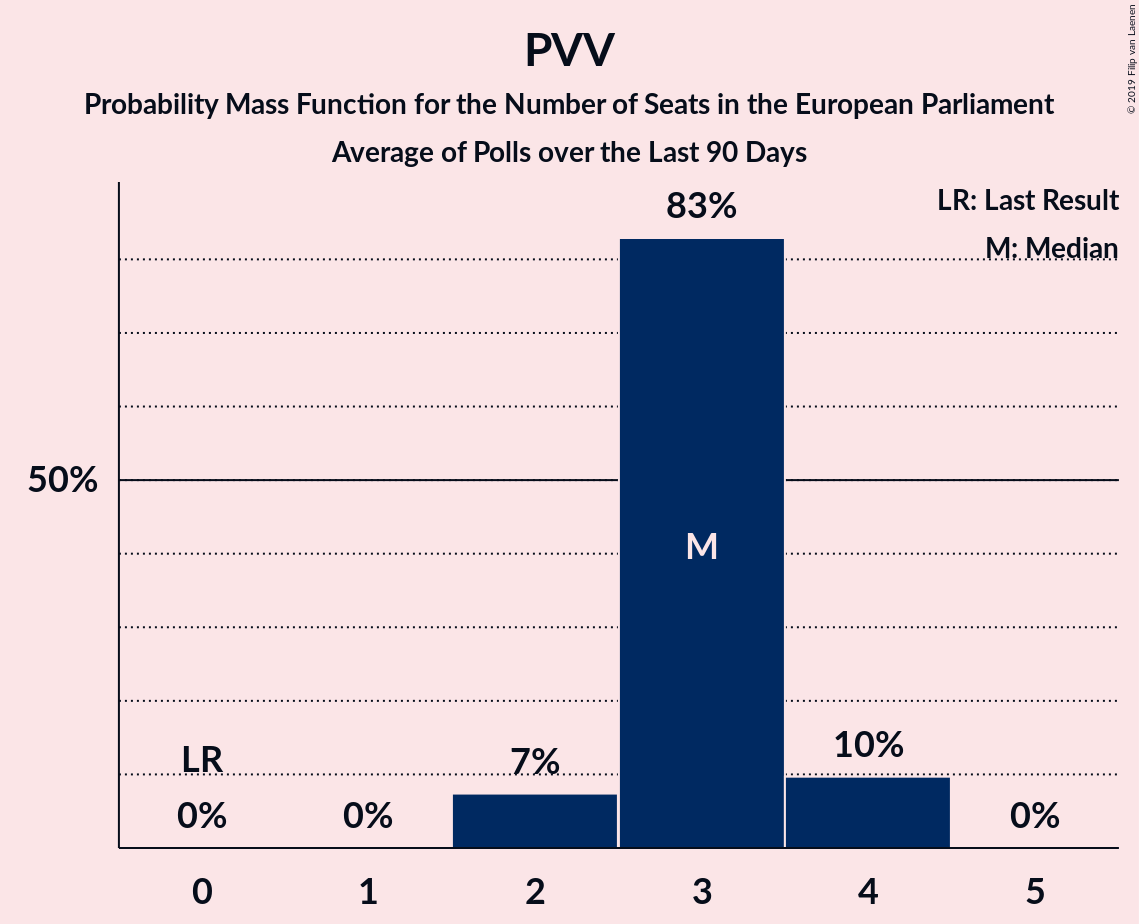 PVV
Probability Mass Function for the Number of Seats in the European Parliament
Average of Polls over the Last 90 Days
© 2019 Filip van Laenen
LR: Last Result
M: Median
83%
50%
M
LR
0%
0%
7%
10%
0%
0
1
2
3
4
5